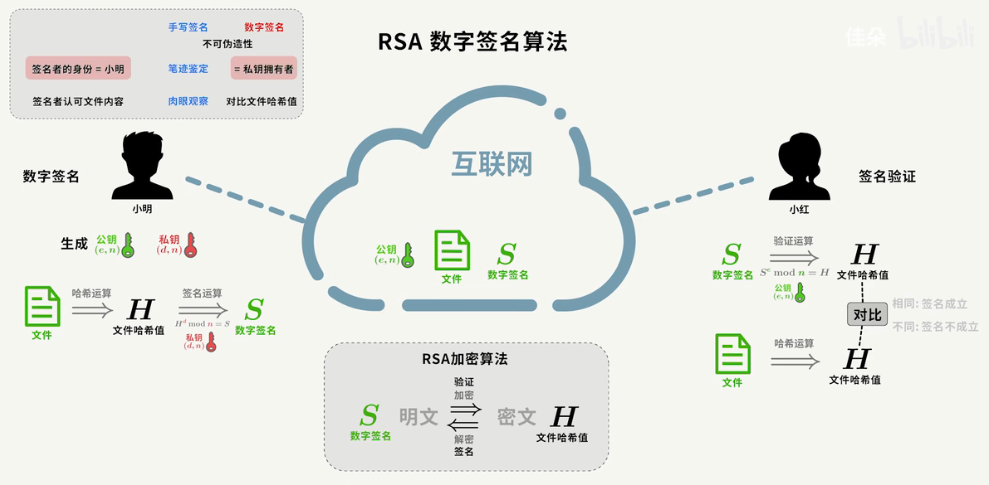 手写签名 数字签名
不可伪造性
签名者的身份 = 小明 笔迹鉴定 = 私钥拥有者
签名者认可文件内容 肉眼观察 对比文件哈希值
RSA 数字签名算法
佳朵 bilibili
互联网
数字签名
小明
生成 公钥 (e, n) 私钥 (d, n)
文件
哈希运算
H
文件哈希值
签名运算
H^d mod n = S
私钥
(d, n)
S
数字签名
公钥
(e, n)
文件
S
数字签名
签名验证
小红
S
数字签名
验证运算
S^e mod n = H
公钥
(e, n)
H
文件哈希值
对比
相同: 签名成立
不同: 签名不成立
文件
哈希运算
H
文件哈希值
RSA加密算法
S
数字签名
明文
验证
加密
解密
签名
密文
H
文件哈希值